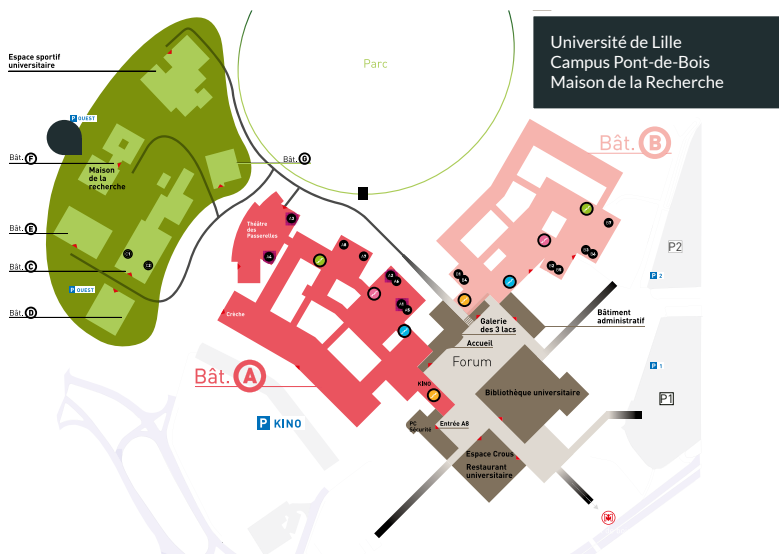 Université de Lille
Campus Pont-de-Bois
Maison de la Recherche
Espace sportif
universitaire
Parc
P OUEST
Bât. F
Maison
de la
recherche
Bât. G
Bât. B
Bât. E
Bât. C
C1
C2
P OUEST
Bât. D
Théâtre
des
Passerelles
Crèche
Bât. A
P KINO
KINO
PC
Sécurité
Entrée A8
Galerie
des 3 lacs
Accueil
Forum
Bâtiment
administratif
Bibliothèque universitaire
Espace Crous
Restaurant
universitaire
P2
P 2
P 1
P1